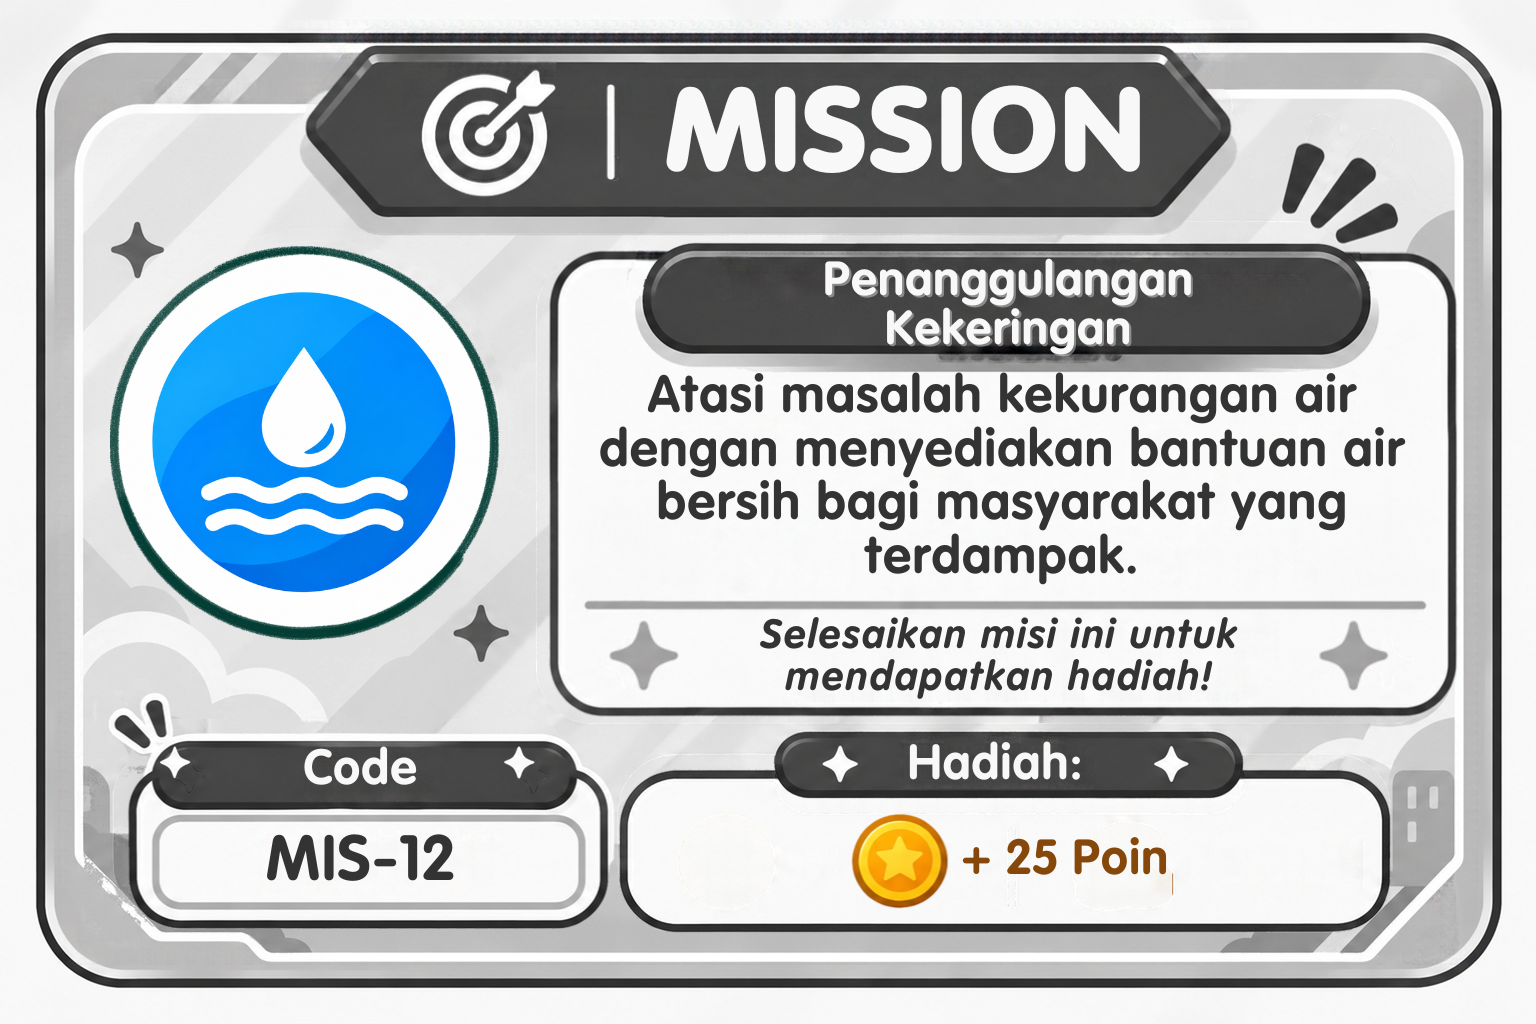 MISSION
Penanggulangan
Kekeringan
Atasi masalah kekurangan air
dengan menyediakan bantuan air
bersih bagi masyarakat yang
terdampak.
Selesaikan misi ini untuk
mendapatkan hadiah!
Code
MIS-12
Hadiah:
+ 25 Poin